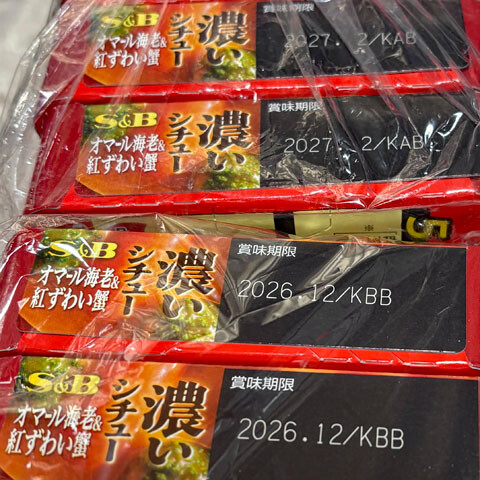 S&B
オマール海老&
紅ずわい蟹
濃い
シチュー
賞味期限
2027. 2/KAB
S&B
オマール海老&
紅ずわい蟹
濃い
シチュー
賞味期限
2027. 2/KAB
5
S&B
オマール海老&
紅ずわい蟹
濃い
シチュー
賞味期限
2026.12/KBB
S&B
オマール海老&
紅ずわい蟹
濃い
シチュー
賞味期限
2026.12/KBB